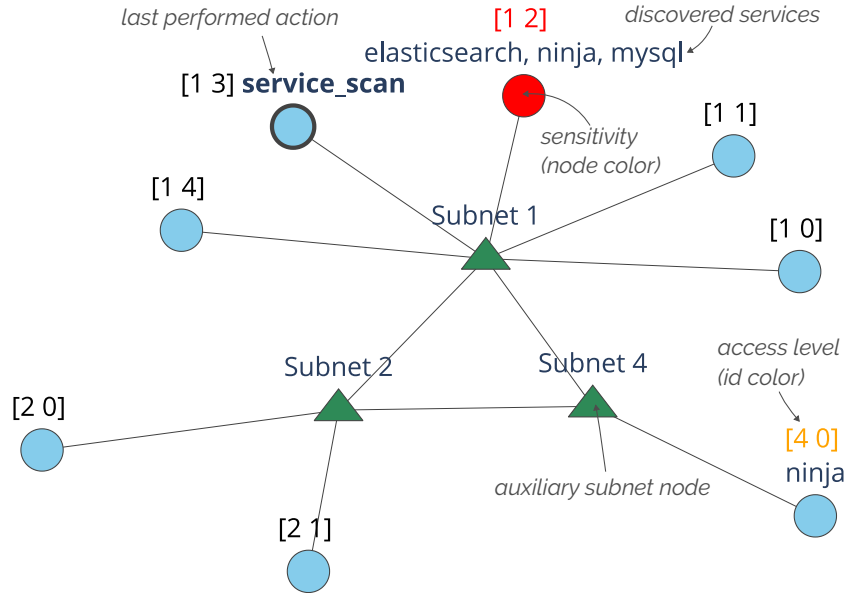 last performed action
[1 2]
discovered services
elasticsearch, ninja, mysql
[1 3] service_scan
[1 1]
sensitivity
(node color)
[1 4]
Subnet 1
[1 0]
Subnet 2
Subnet 4
access level
(id color)
[2 0]
[4 0]
ninja
auxiliary subnet node
[2 1]